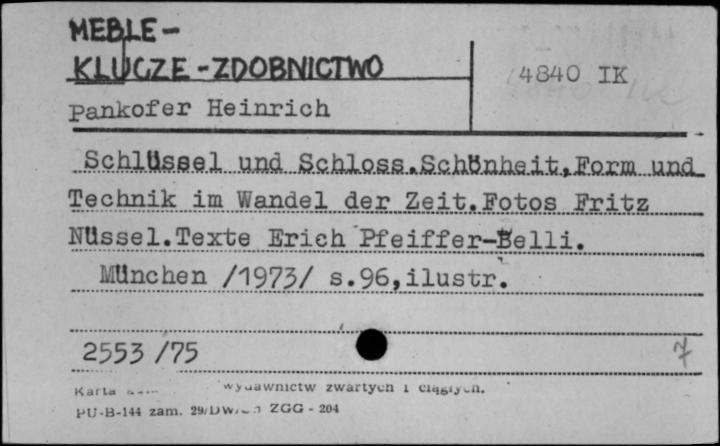 MEBLE-
KLUCZE-ZDOBNICTWO
4840 IK
Pankofer Heinrich
Schlüssel und Schloss.Schönheit,Form und
Technik im Wandel der Zeit.Fotos Fritz
Nüssel.Texte Erich Pfeiffer-Belli.
München /1973/ s.96,ilustr.
2553/75
7
Karta wydawnictw zwartych i ciągłych.
PU-B-144 zam. ZGG - 204